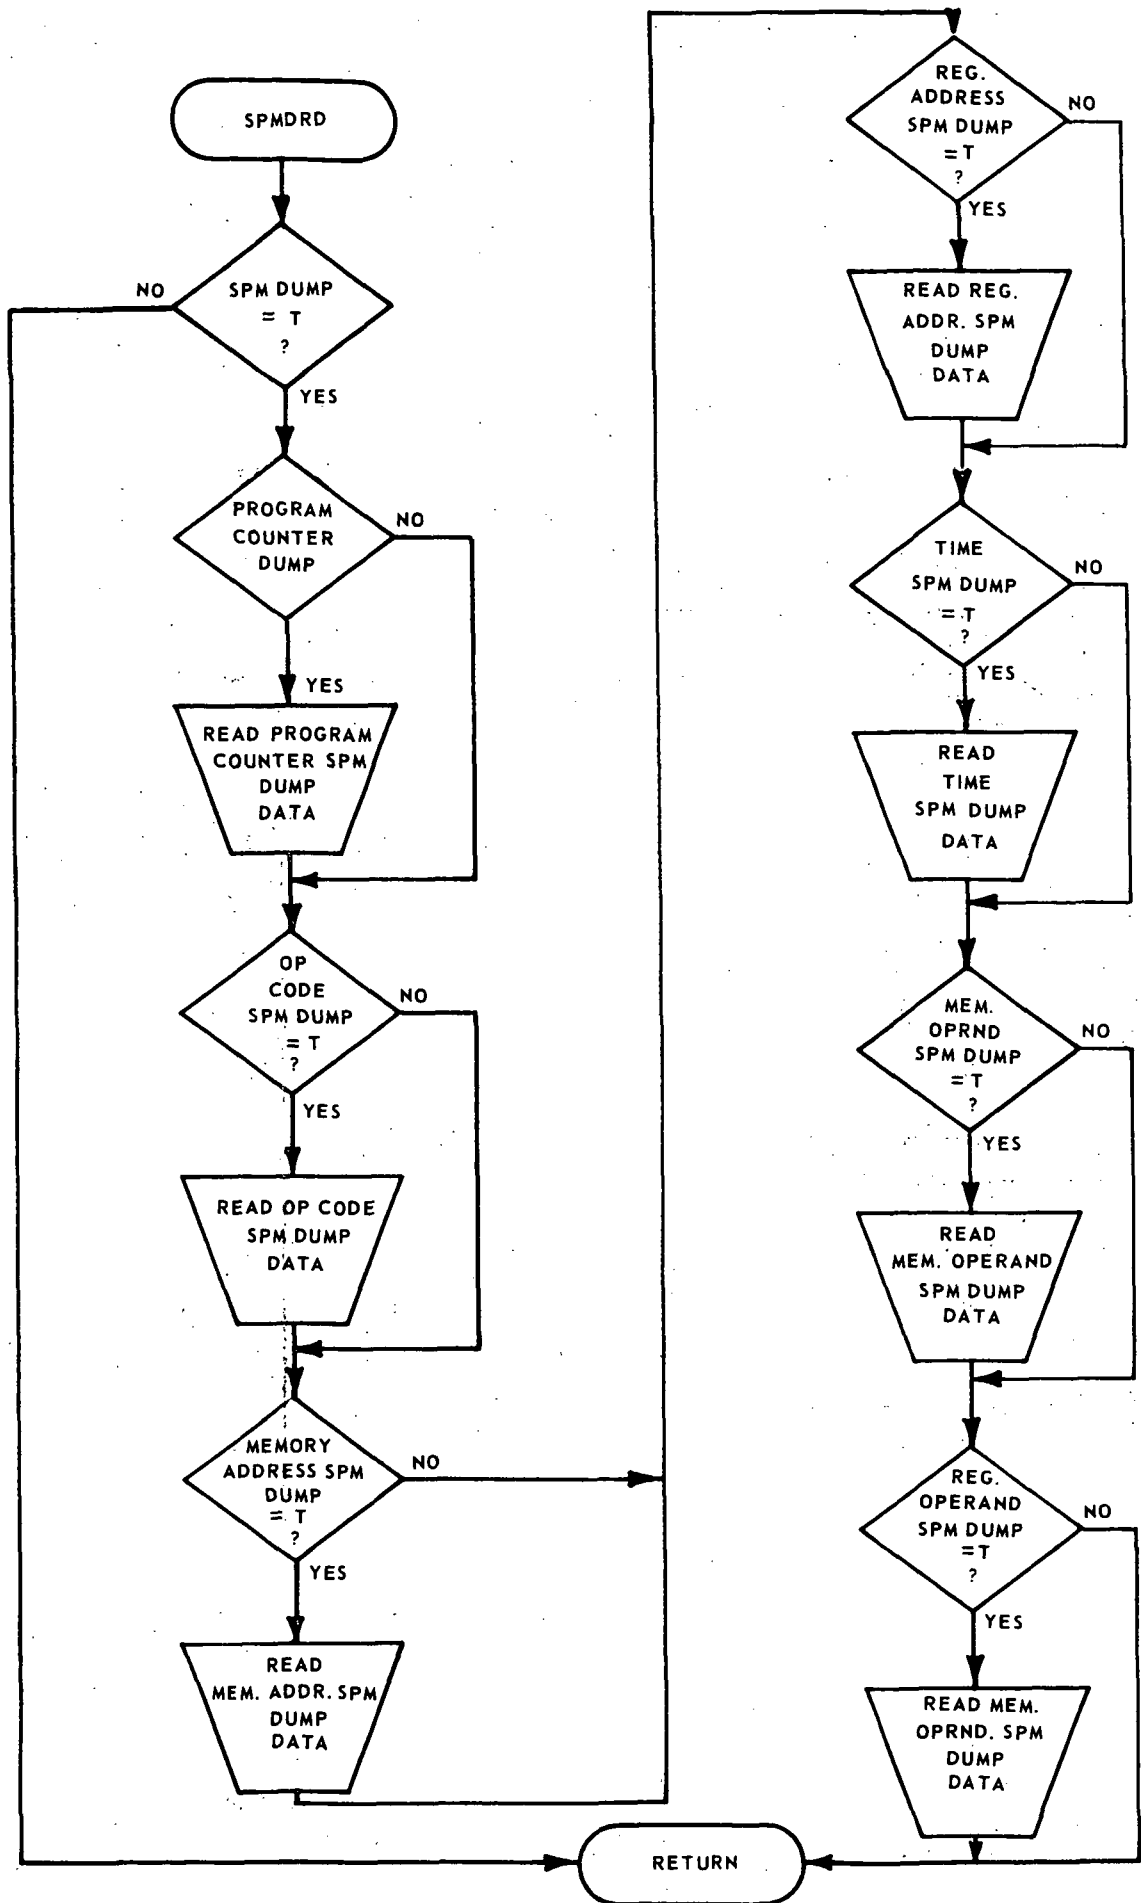 SPMDRD
SPM DUMP
= T
?
NO
YES
PROGRAM
COUNTER
DUMP
NO
YES
READ PROGRAM
COUNTER SPM
DUMP
DATA
OP
CODE
SPM DUMP
= T
?
NO
YES
READ OP CODE
SPM DUMP
DATA
MEMORY
ADDRESS SPM
DUMP
= T
?
NO
YES
READ
MEM. ADDR. SPM
DUMP
DATA
REG.
ADDRESS
SPM DUMP
= T
?
NO
YES
READ REG.
ADDR. SPM
DUMP
DATA
TIME
SPM DUMP
= T
?
NO
YES
READ
TIME
SPM DUMP
DATA
MEM.
OPRND
SPM DUMP
= T
?
NO
YES
READ
MEM. OPERAND
SPM DUMP
DATA
REG.
OPERAND
SPM DUMP
=T
?
NO
YES
READ MEM.
OPRND. SPM
DUMP
DATA
RETURN